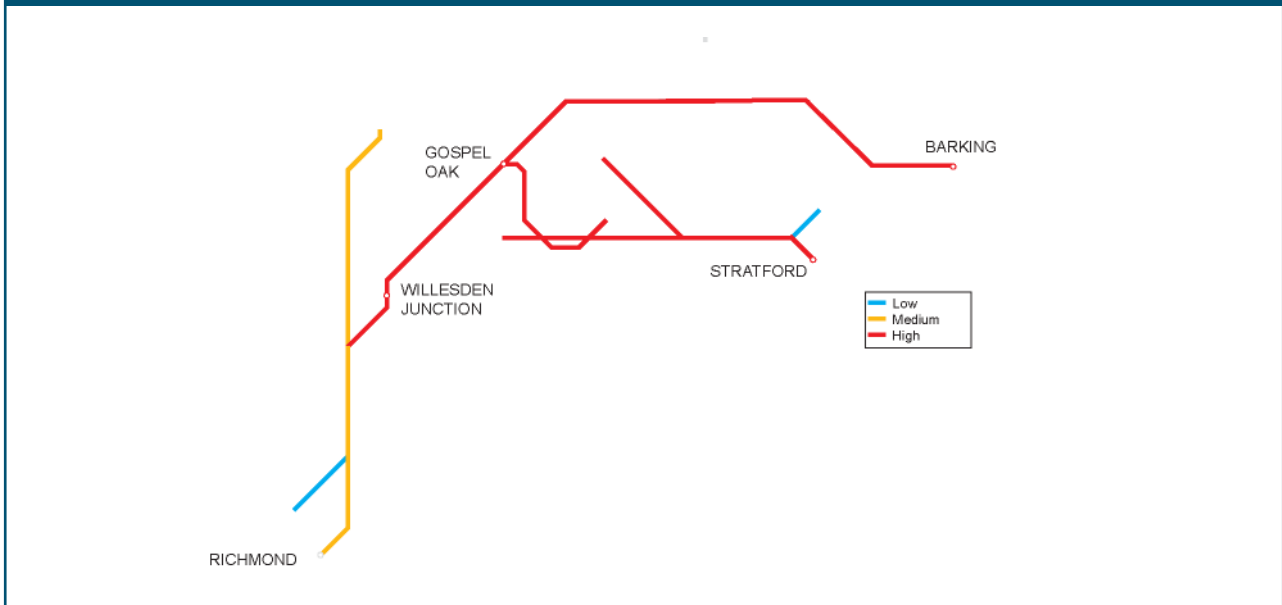 GOSPEL
OAK
BARKING
STRATFORD
WILLESDEN
JUNCTION
Low
Medium
High
RICHMOND